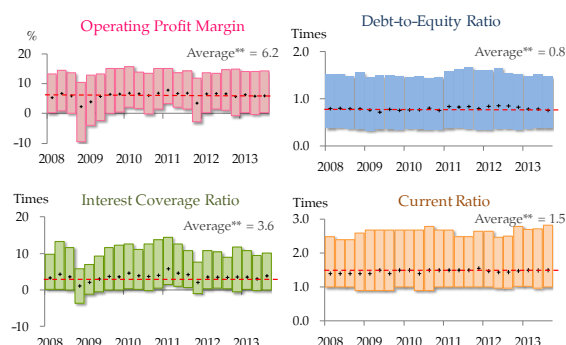 Operating Profit Margin
%
Average** = 6.2
20
10
0
-10
2008 2009 2010 2011 2012 2013
Debt-to-Equity Ratio
Times
Average** = 0.8
2.0
1.0
0.0
2008 2009 2010 2011 2012 2013
Interest Coverage Ratio
Times
Average** = 3.6
20
10
0
-10
2008 2009 2010 2011 2012 2013
Current Ratio
Times
Average** = 1.5
3.0
2.0
1.0
0.0
2008 2009 2010 2011 2012 2013